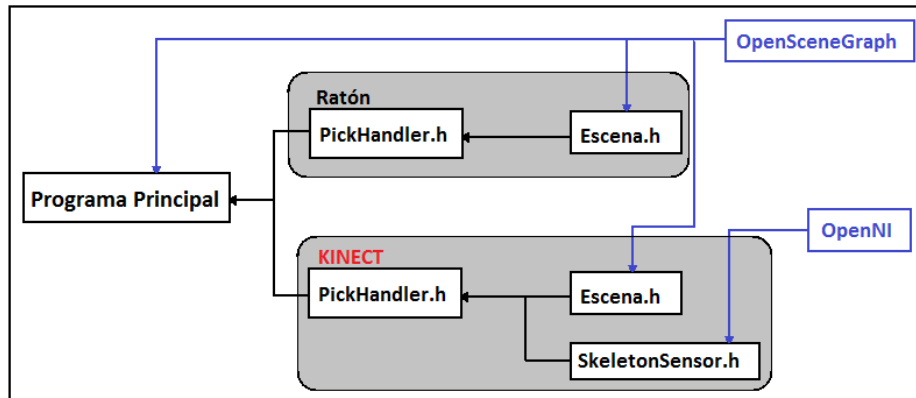 OpenSceneGraph
Ratón
PickHandler.h
Escena.h
Programa Principal
OpenNI
KINECT
PickHandler.h
Escena.h
SkeletonSensor.h